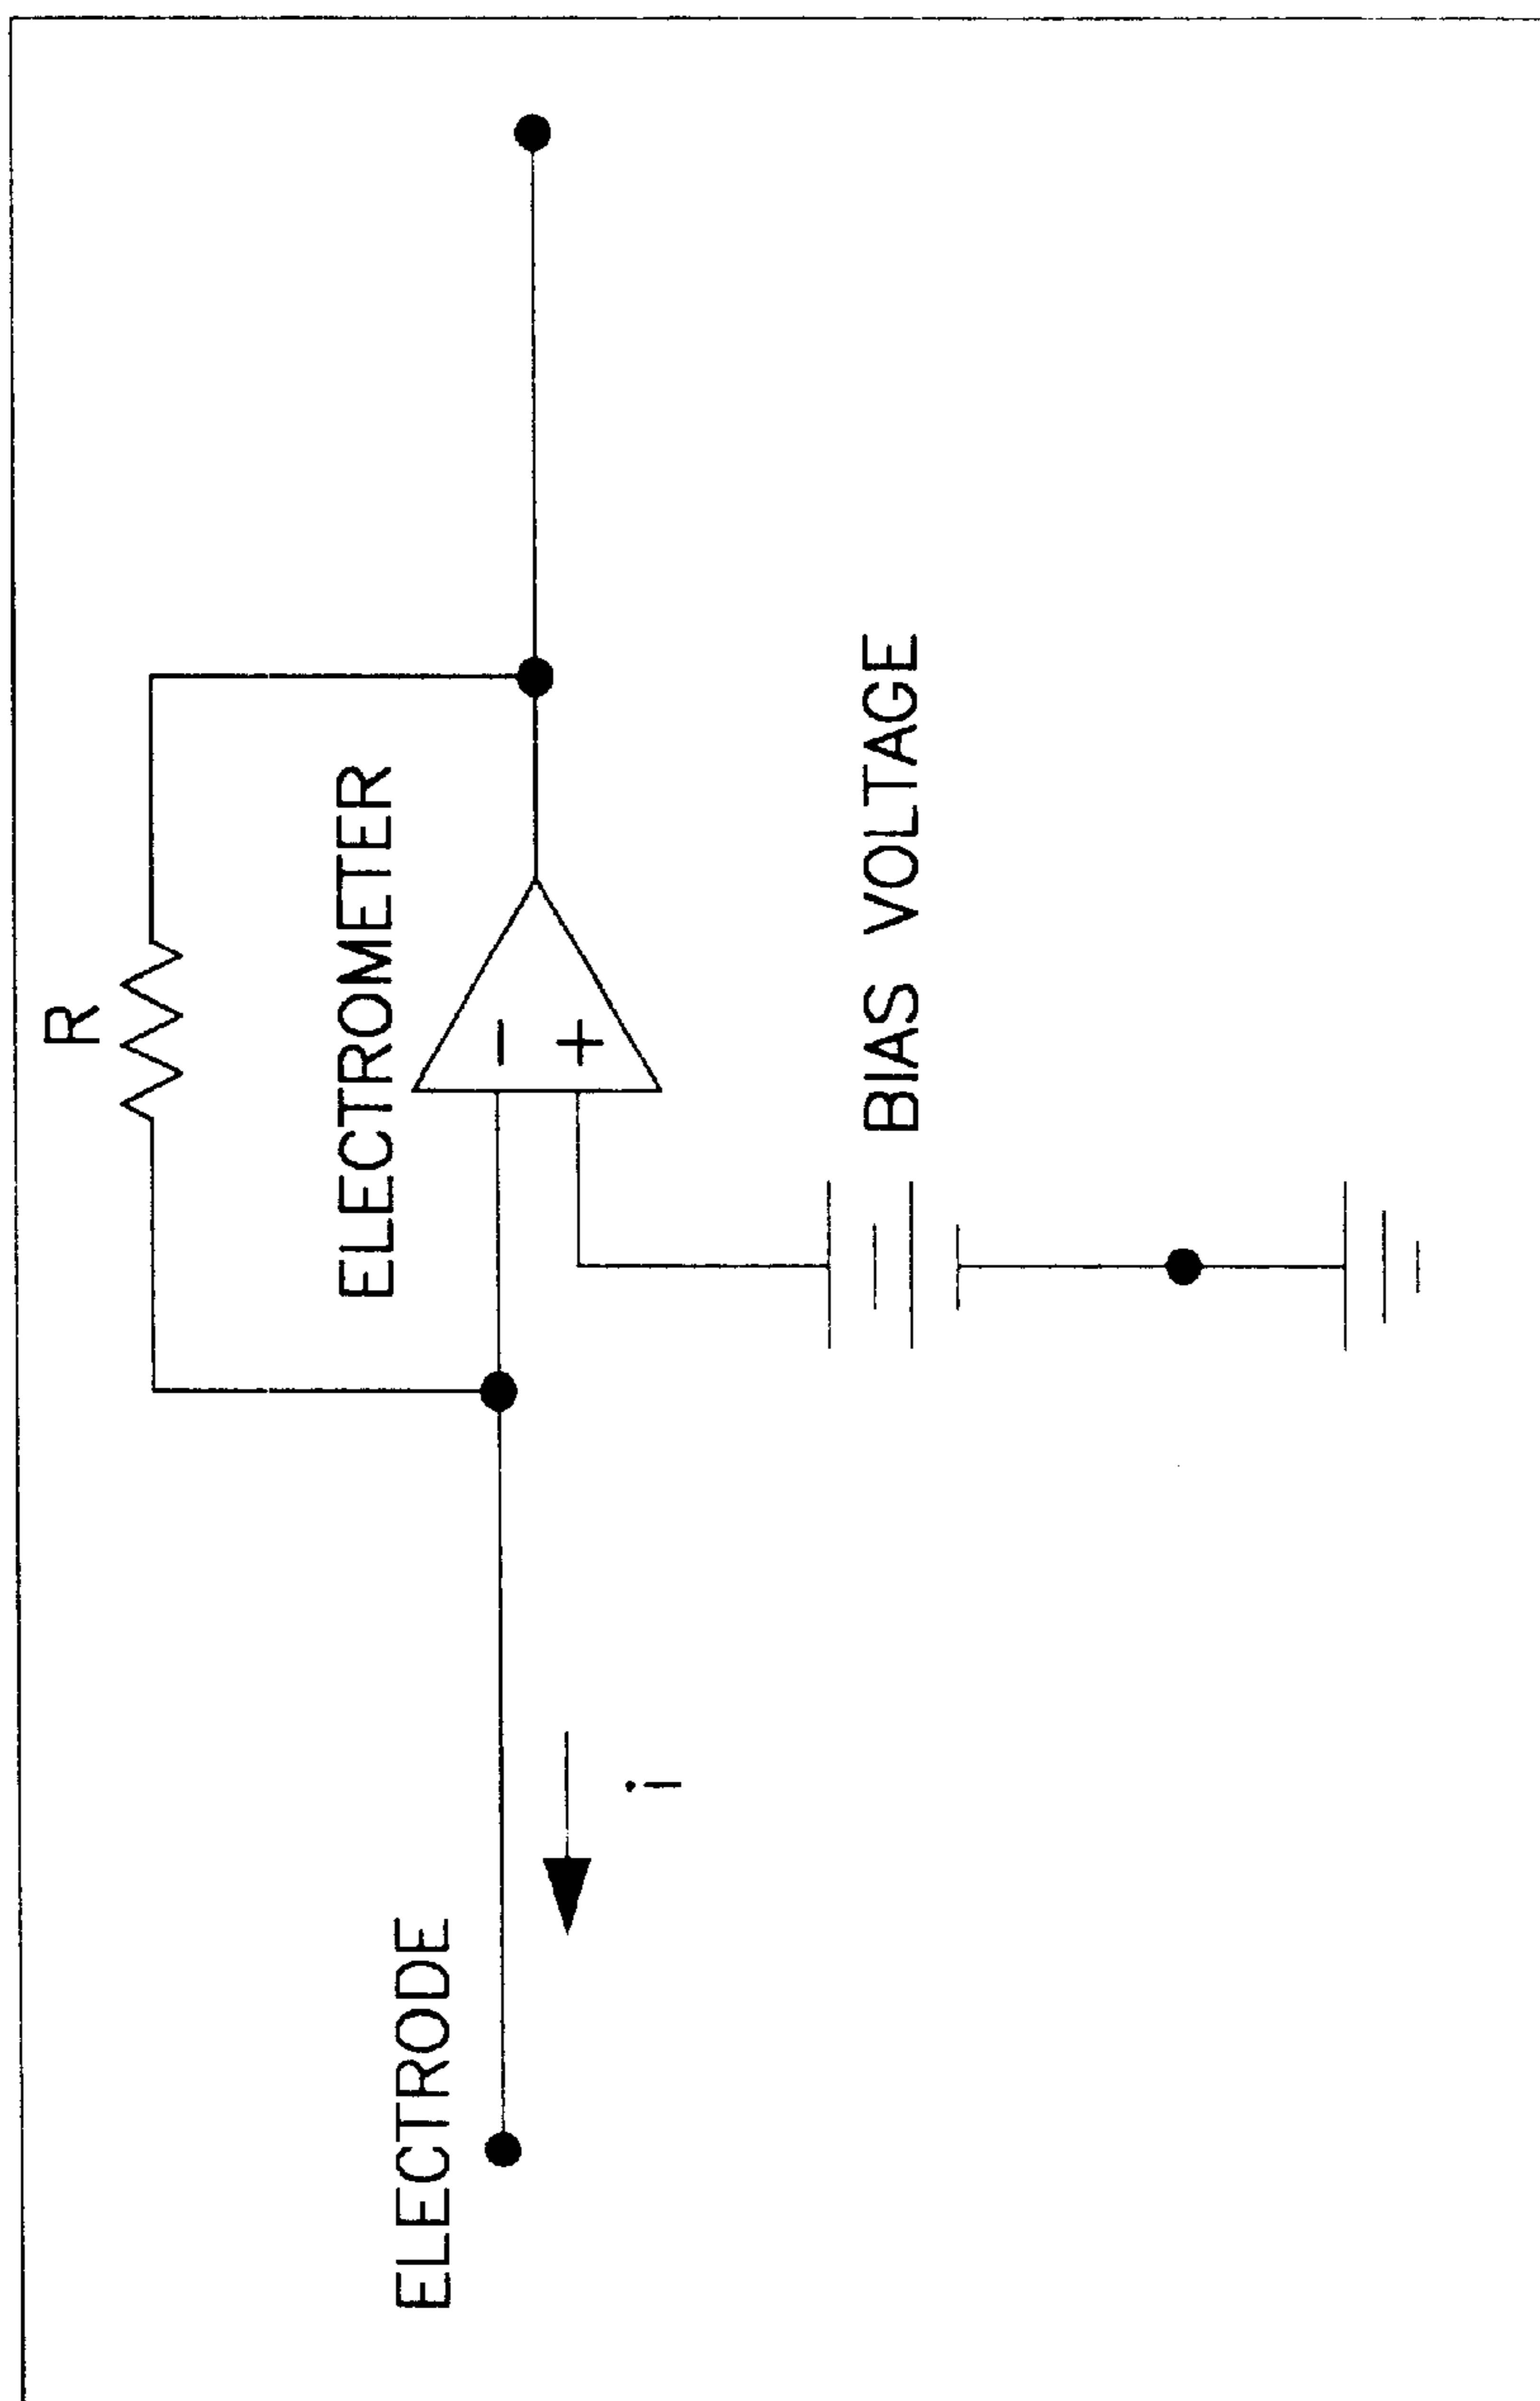 R
ELECTROMETER
−
+
BIAS VOLTAGE
ELECTRODE
i